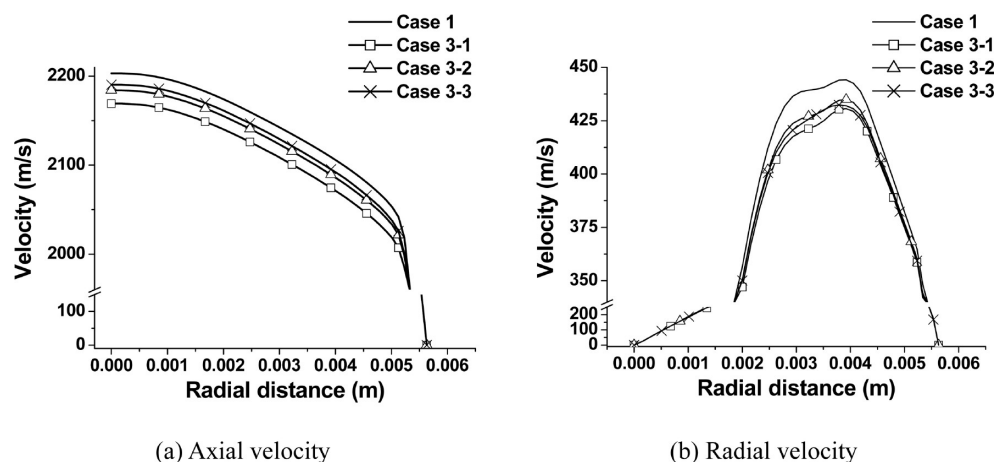 Case 1
Case 3-1
Case 3-2
Case 3-3
2200
2100
2000
100
0
Velocity (m/s)
0.000 0.001 0.002 0.003 0.004 0.005 0.006
Radial distance (m)
(a) Axial velocity
Case 1
Case 3-1
Case 3-2
Case 3-3
450
425
400
375
350
200
100
0
Velocity (m/s)
0.000 0.001 0.002 0.003 0.004 0.005 0.006
Radial distance (m)
(b) Radial velocity